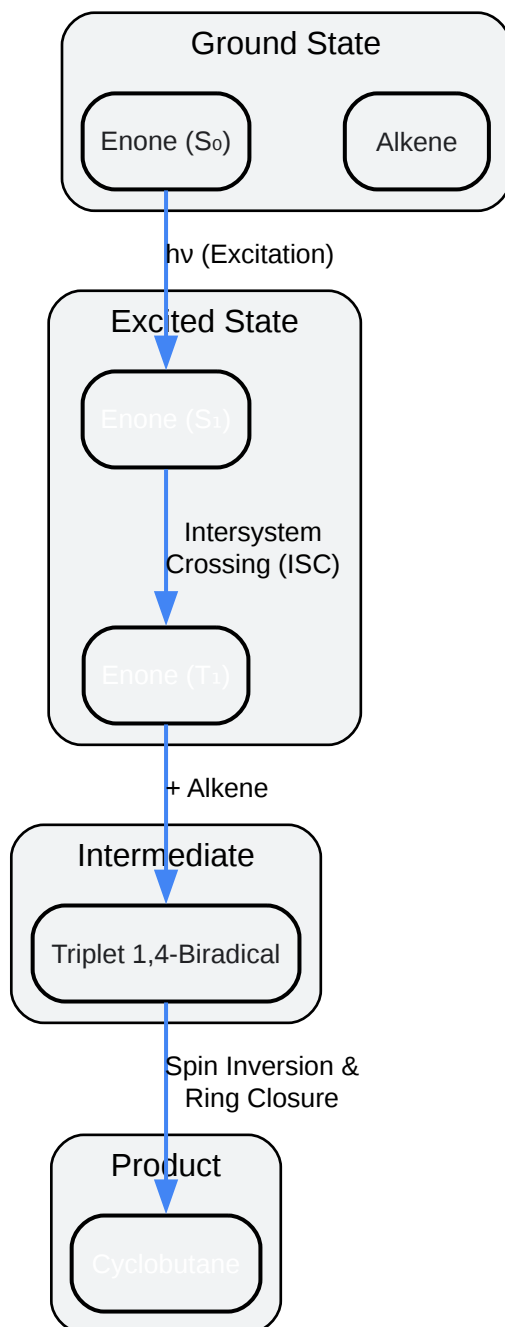 Ground State
Enone (S₀)
Alkene
hν (Excitation)
Excited State
Enone (S₁)
Intersystem
Crossing (ISC)
Enone (T₁)
+ Alkene
Intermediate
Triplet 1,4-Biradical
Spin Inversion &
Ring Closure
Product
Cyclobutane